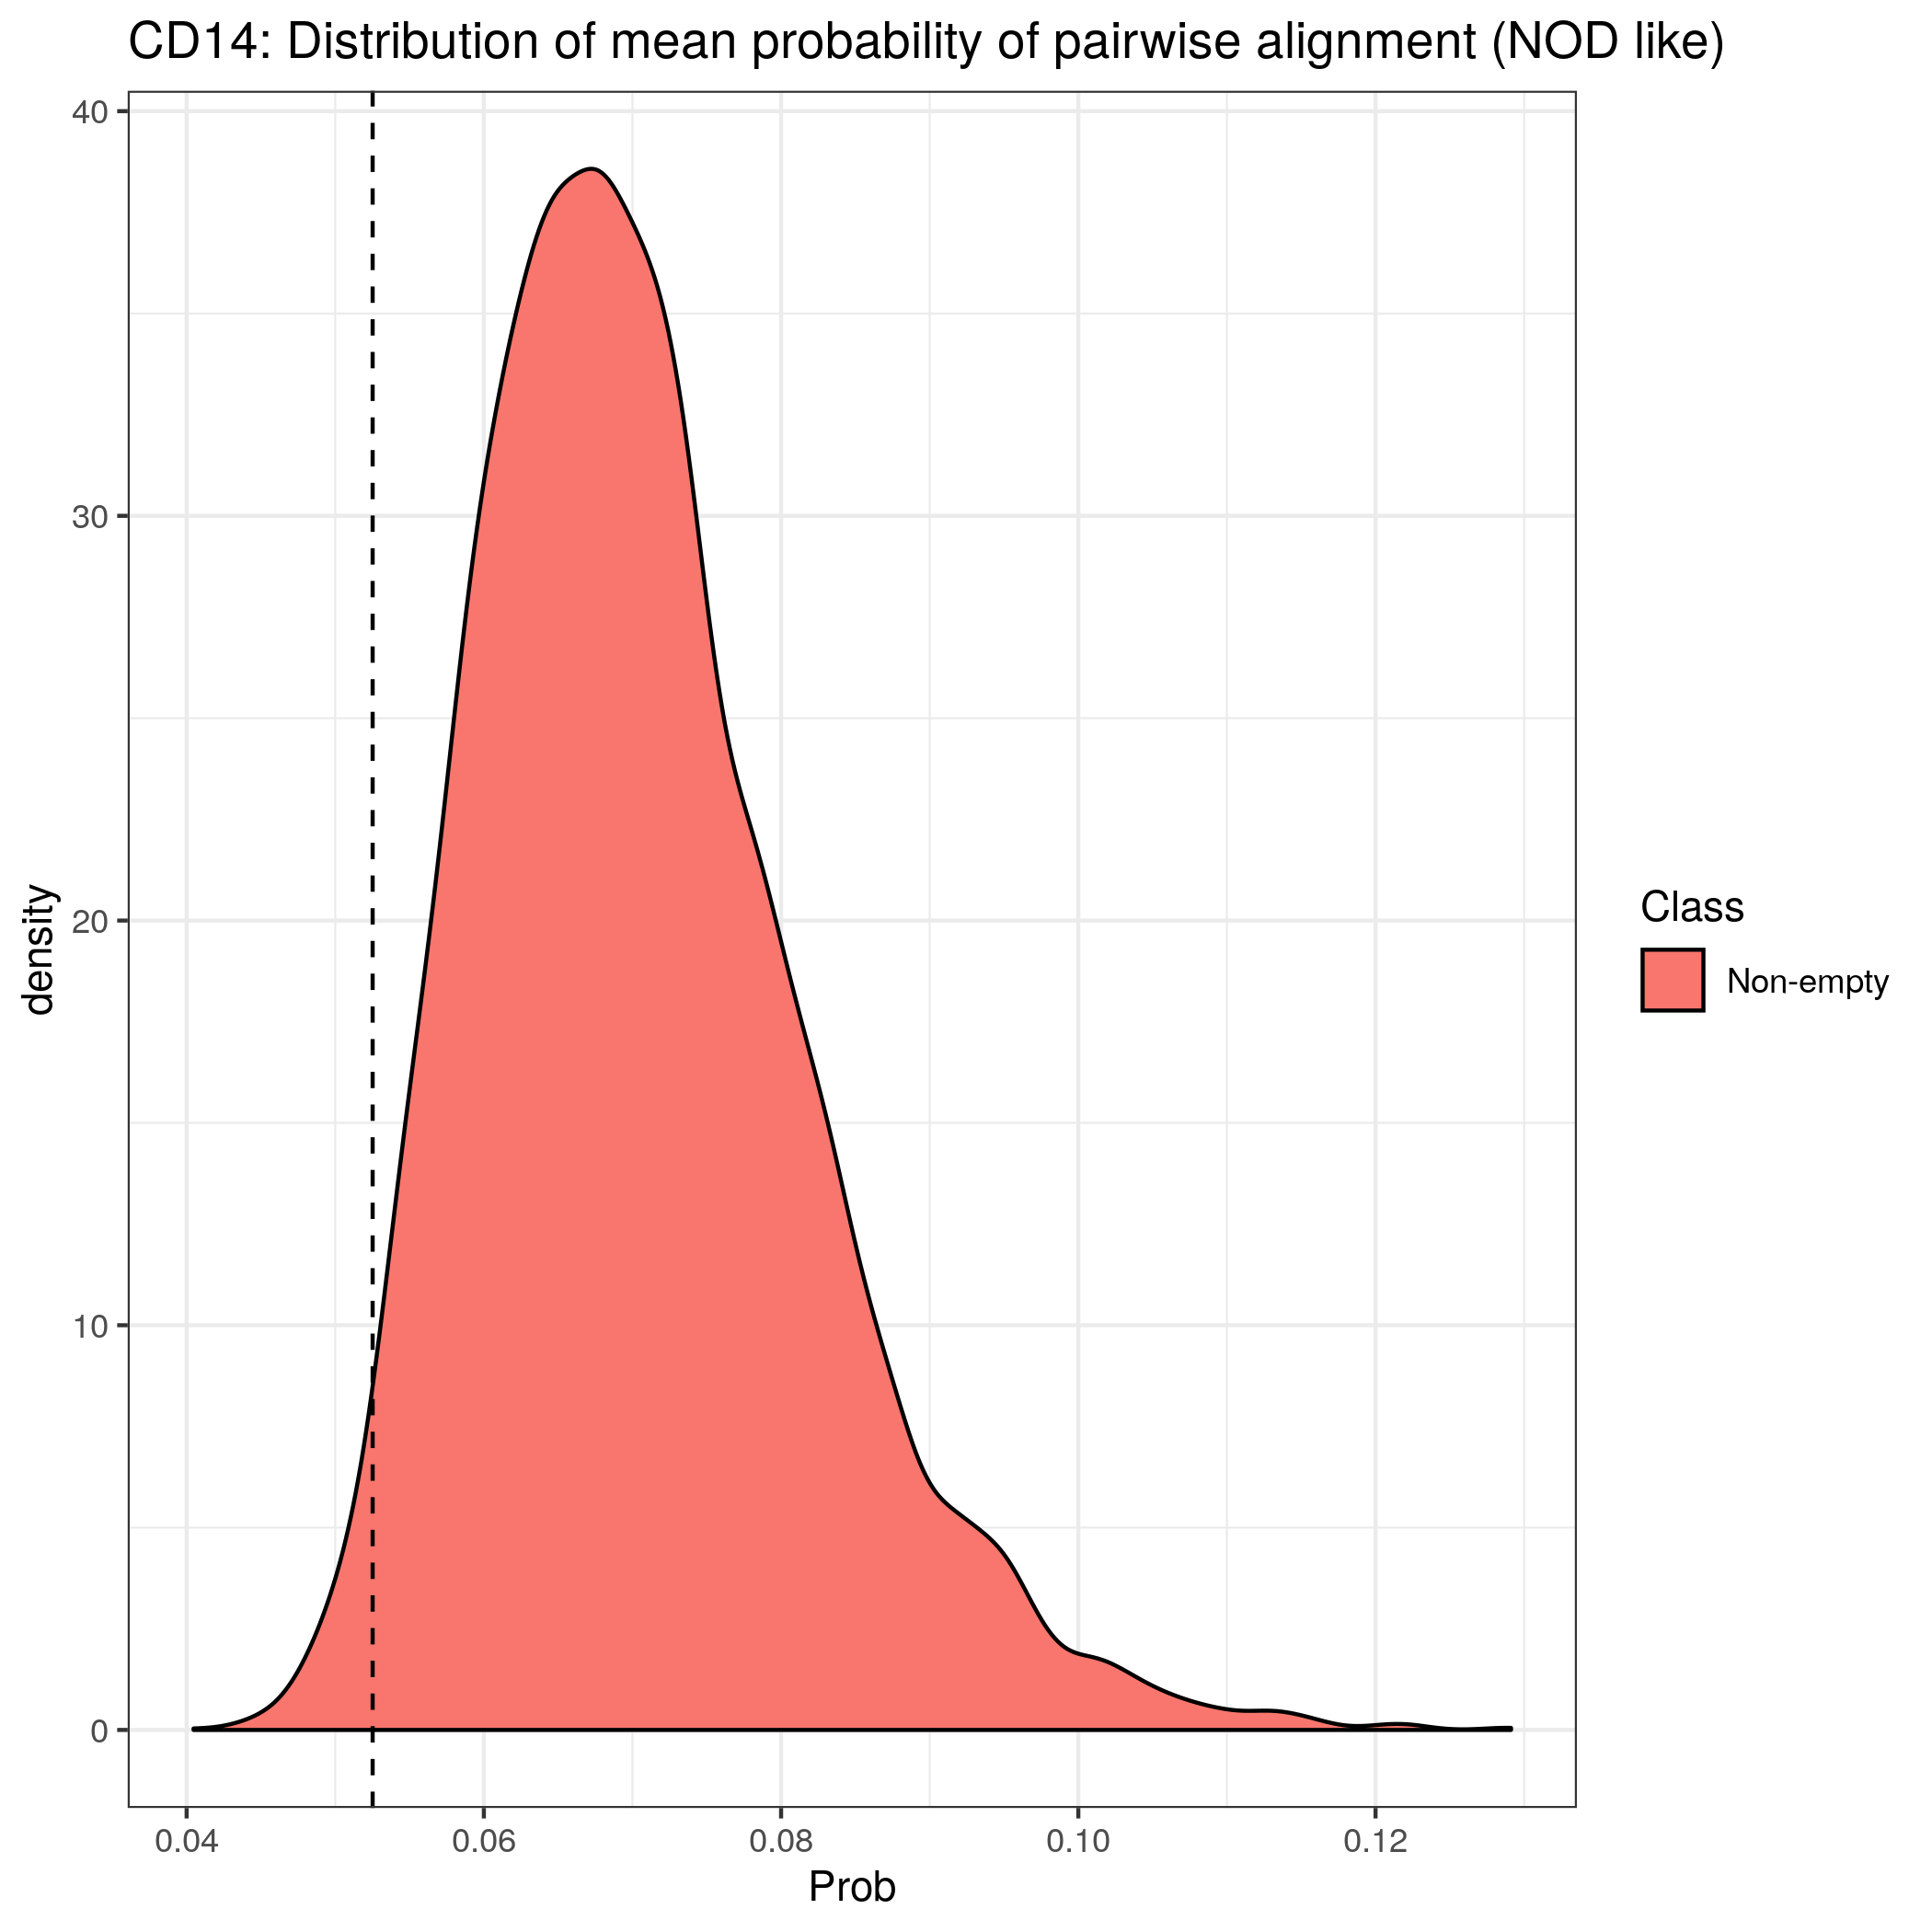 CD14: Distribution of mean probability of pairwise alignment (NOD like)
40
30
20
10
0
density
0.04
0.06
0.08
0.10
0.12
Prob
Class
Non-empty